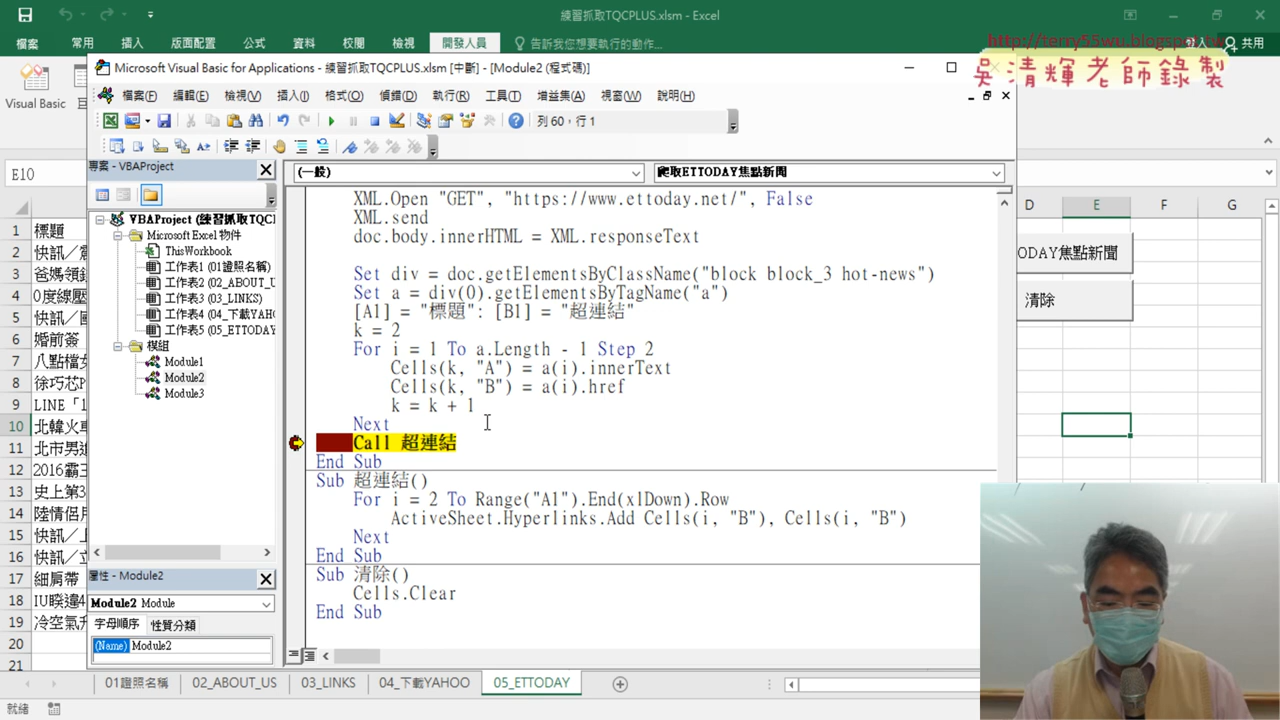 練習抓取TQCPLUS.xlsm - Excel
檔案 常用 插入 版面配置 公式 資料 校閱 檢視 開發人員 告訴我您想要執行的功能... 登入 共用
http://terry55wu.blogspot.tw
吳清輝老師錄製
Visual Basic
Microsoft Visual Basic for Applications - 練習抓取TQCPLUS.xlsm [中斷] - [Module2 (程式碼)]
檔案(F) 編輯(E) 檢視(V) 插入(I) 格式(O) 偵錯(D) 執行(R) 工具(T) 增益集(A) 視窗(W) 說明(H)
列 60，行 1
E10
專案 - VBAProject
VBAProject (練習抓取TQCP
Microsoft Excel 物件
ThisWorkbook
工作表1 (01證照名稱)
工作表2 (02_ABOUT_US
工作表3 (03_LINKS)
工作表4 (04_下載YAHO
工作表5 (05_ETTODAY
模組
Module1
Module2
Module3
屬性 - Module2
Module2 Module
字母順序 性質分類
(Name) Module2
(一般) 爬取ETTODAY焦點新聞
XML.Open "GET", "https://www.ettoday.net/", False
XML.send
doc.body.innerHTML = XML.responseText
Set div = doc.getElementsByClassName("block block_3 hot-news")
Set a = div(0).getElementsByTagName("a")
[A1] = "標題": [B1] = "超連結"
k = 2
For i = 1 To a.Length - 1 Step 2
Cells(k, "A") = a(i).innerText
Cells(k, "B") = a(i).href
k = k + 1
Next
Call 超連結
End Sub
Sub 超連結()
For i = 2 To Range("A1").End(xlDown).Row
ActiveSheet.Hyperlinks.Add Cells(i, "B"), Cells(i, "B")
Next
End Sub
Sub 清除()
Cells.Clear
End Sub
D E F G
ODAY焦點新聞
清除
1 標題
2 快訊／
3 爸媽領
4 0度線
5 快訊／
6 婚前簽
7 八點檔
8 徐巧芯P
9 LINE「1
10 北韓火
11 北市男
12 2016霸
13 史上第3
14 陸情侶
15 快訊／
16 快訊／
17 細肩帶
18 IU睽違4
19 冷空氣
20
21
01證照名稱 02_ABOUT_US 03_LINKS 04_下載YAHOO 05_ETTODAY
就緒